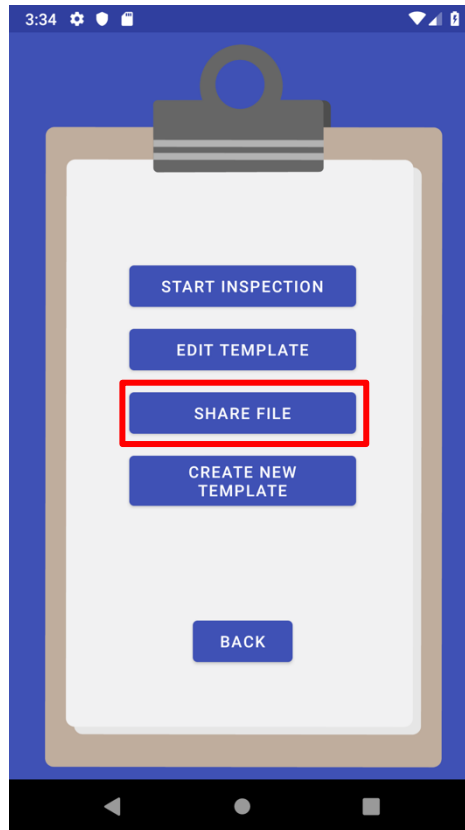 3:34
START INSPECTION
EDIT TEMPLATE
SHARE FILE
CREATE NEW
TEMPLATE
BACK